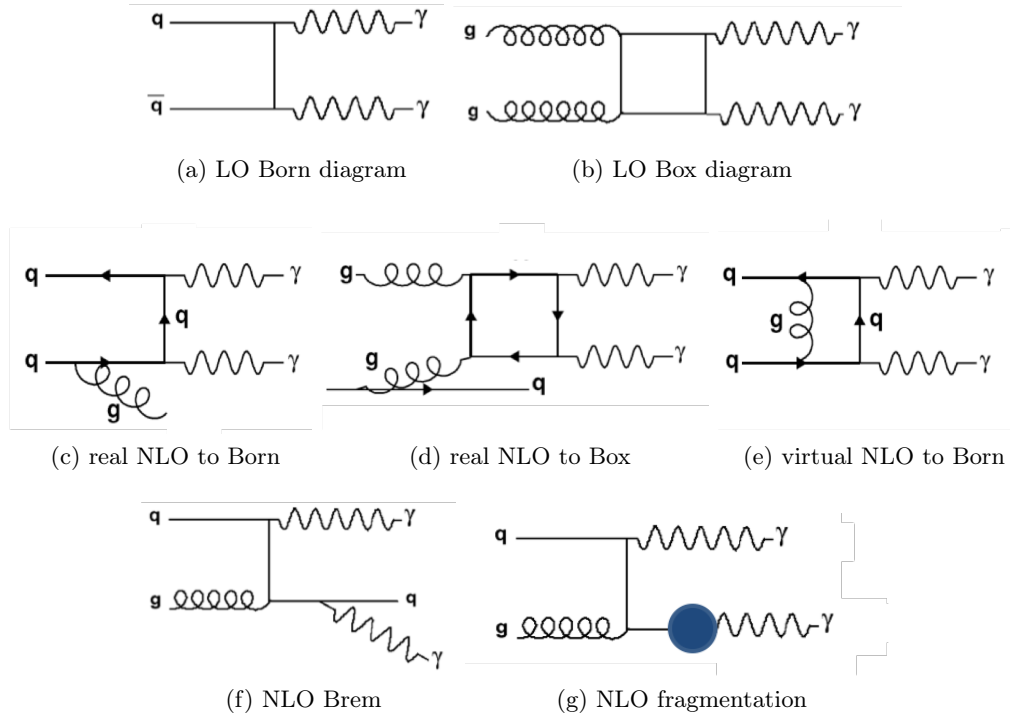 q γ g γ
q̅ γ g γ
(a) LO Born diagram (b) LO Box diagram
q γ g γ q γ
q g q
g
q γ γ q γ
g q
(c) real NLO to Born (d) real NLO to Box (e) virtual NLO to Born
q γ q γ
g q g γ
γ
(f) NLO Brem (g) NLO fragmentation